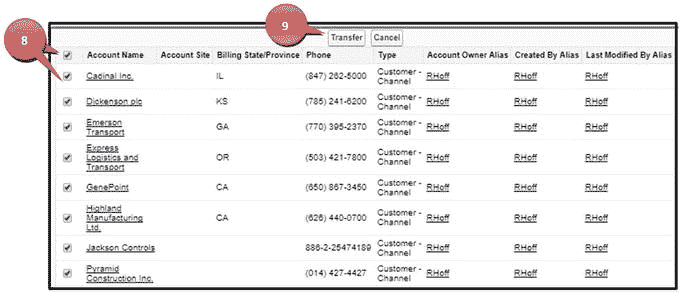 9
Transfer Cancel
8
Account Name Account Site Billing State/Province Phone Type Account Owner Alias Created By Alias Last Modified By Alias
Cadinal Inc. IL (847) 262-5000 Customer - Channel RHoff RHoff RHoff
Dickenson plc KS (785) 241-6200 Customer - Channel RHoff RHoff RHoff
Emerson Transport GA (770) 395-2370 Customer - Channel RHoff RHoff RHoff
Express Logistics and Transport OR (503) 421-7800 Customer - Channel RHoff RHoff RHoff
GenePoint CA (650) 867-3450 Customer - Channel RHoff RHoff RHoff
Highland Manufacturing Ltd. CA (626) 440-0700 Customer - Channel RHoff RHoff RHoff
Jackson Controls 886-2-25474189 Customer - Channel RHoff RHoff RHoff
Pyramid Construction Inc. (014) 427-4427 Customer - Channel RHoff RHoff RHoff